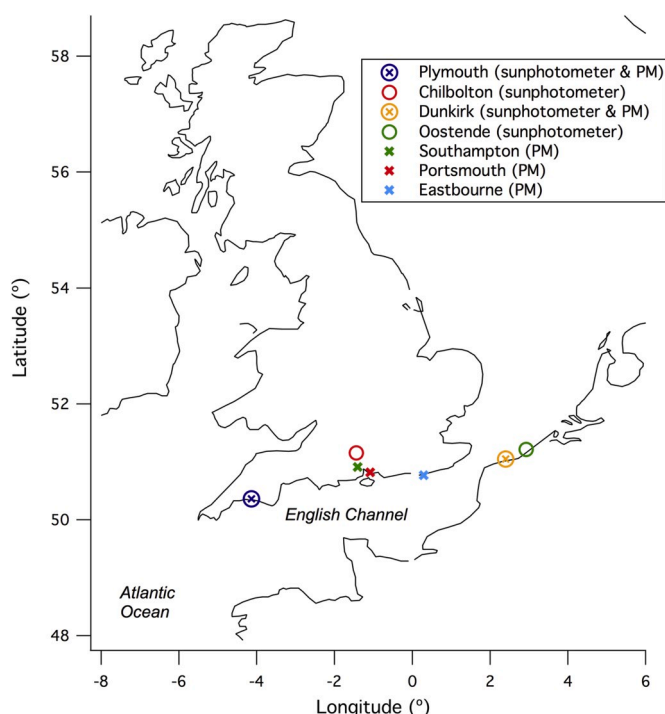 58
56
54
52
50
48
Latitude (°)
Plymouth (sunphotometer & PM)
Chilbolton (sunphotometer)
Dunkirk (sunphotometer & PM)
Oostende (sunphotometer)
Southampton (PM)
Portsmouth (PM)
Eastbourne (PM)
English Channel
Atlantic
Ocean
-8 -6 -4 -2 0 2 4 6
Longitude (°)